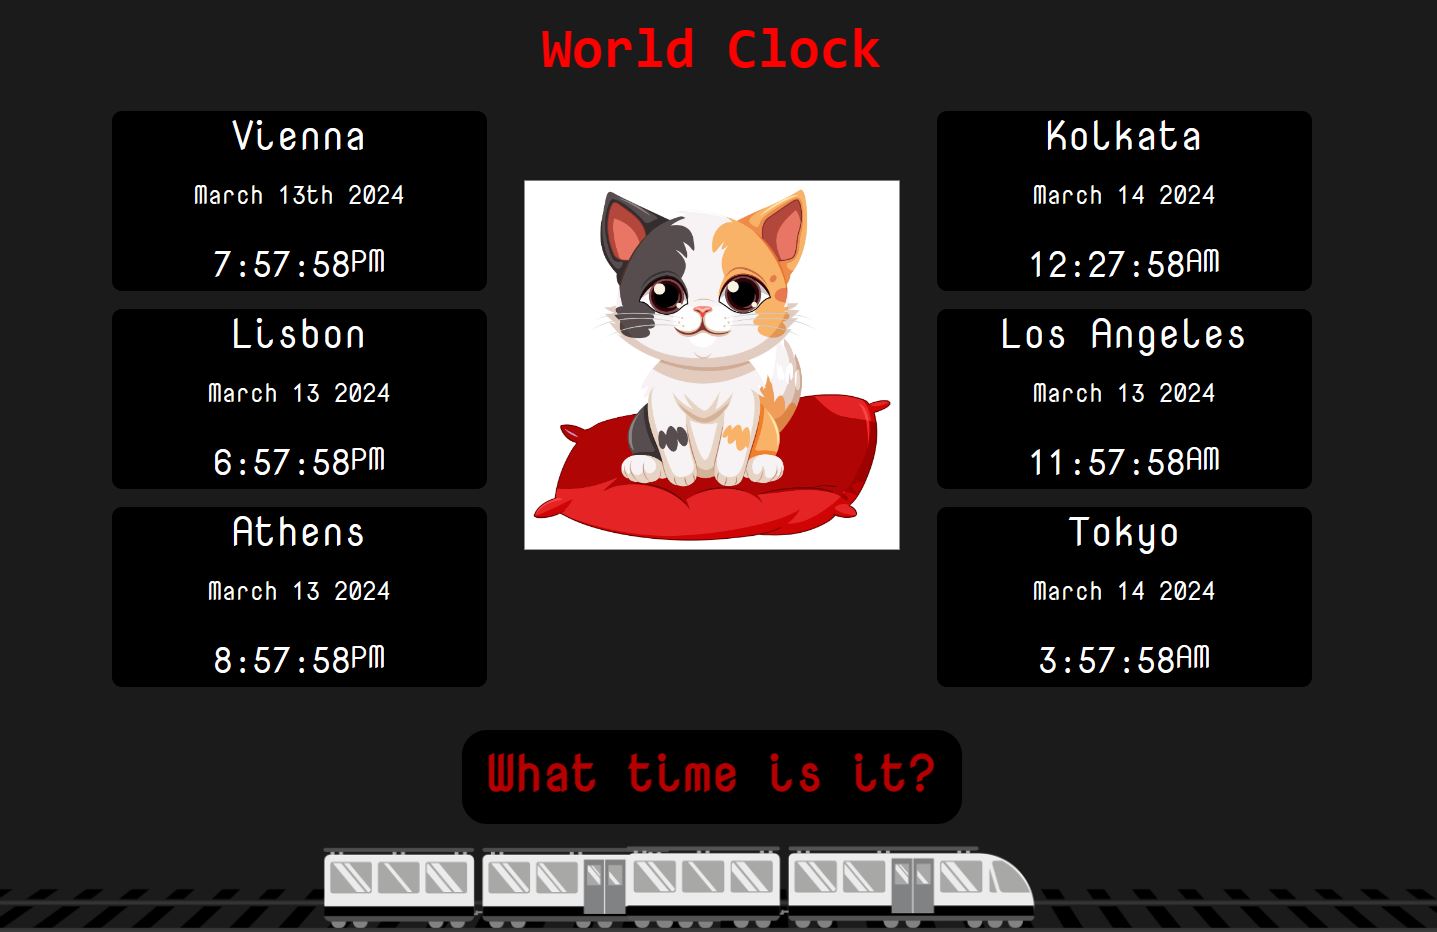 World Clock
Vienna
March 13th 2024
7:57:58PM
Lisbon
March 13 2024
6:57:58PM
Athens
March 13 2024
8:57:58PM
Kolkata
March 14 2024
12:27:58AM
Los Angeles
March 13 2024
11:57:58AM
Tokyo
March 14 2024
3:57:58AM
What time is it?